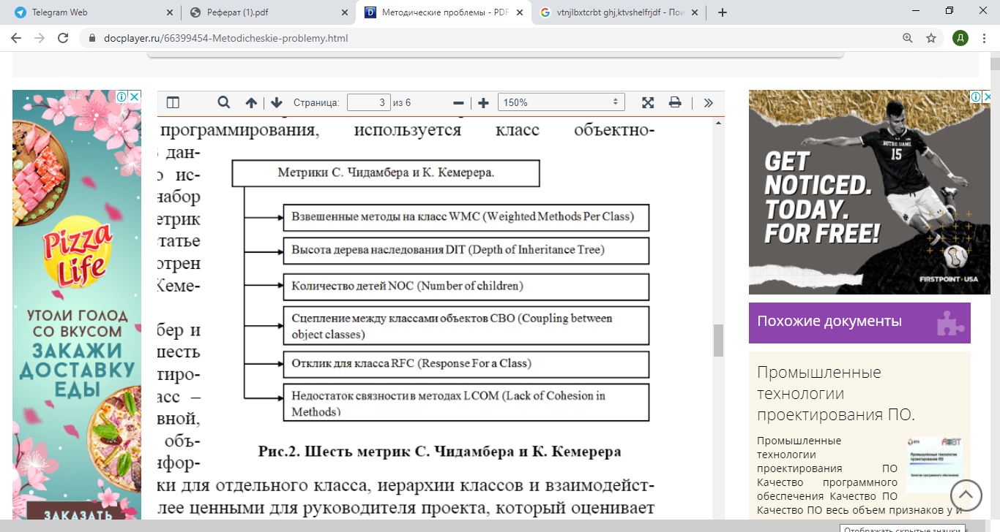 Telegram Web
Реферат (1).pdf
Методические проблемы - PDF
vtnjlbxtcrbt ghj,ktvshelfrjdf - Пои
docplayer.ru/66399454-Metodicheskie-problemy.html
Д
Страница: 3 из 6
150%
программирования, используется класс объектно-
дан-
о ис-
набор
етрик
татье
отрен
Кеме-
бер и
шесть
тиро-
асс –
вной,
объ-
нфор-
Метрики С. Чидамбера и К. Кемерера.
Взвешенные методы на класс WMC (Weighted Methods Per Class)
Высота дерева наследования DIT (Depth of Inheritance Tree)
Количество детей NOC (Number of children)
Сцепление между классами объектов CBO (Coupling between
object classes)
Отклик для класса RFC (Response For a Class)
Недостаток связности в методах LCOM (Lack of Cohesion in
Methods)
Рис.2. Шесть метрик С. Чидамбера и К. Кемерера
ки для отдельного класса, иерархии классов и взаимодейст-
лее ценными для руководителя проекта, который оценивает
Pizza
Life
УТОЛИ ГОЛОД
СО ВКУСОМ
ЗАКАЖИ
ДОСТАВКУ
ЕДЫ
ЗАКАЗАТЬ
NOTRE DAME
15
GET
NOTICED.
TODAY.
FOR FREE!
FIRSTPOINT USA
Похожие документы
Промышленные
технологии
проектирования ПО.
Промышленные
технологии
проектирования ПО
Качество программного
обеспечения Качество ПО
Качество ПО весь объем признаков у и
Отображать скрытые значки